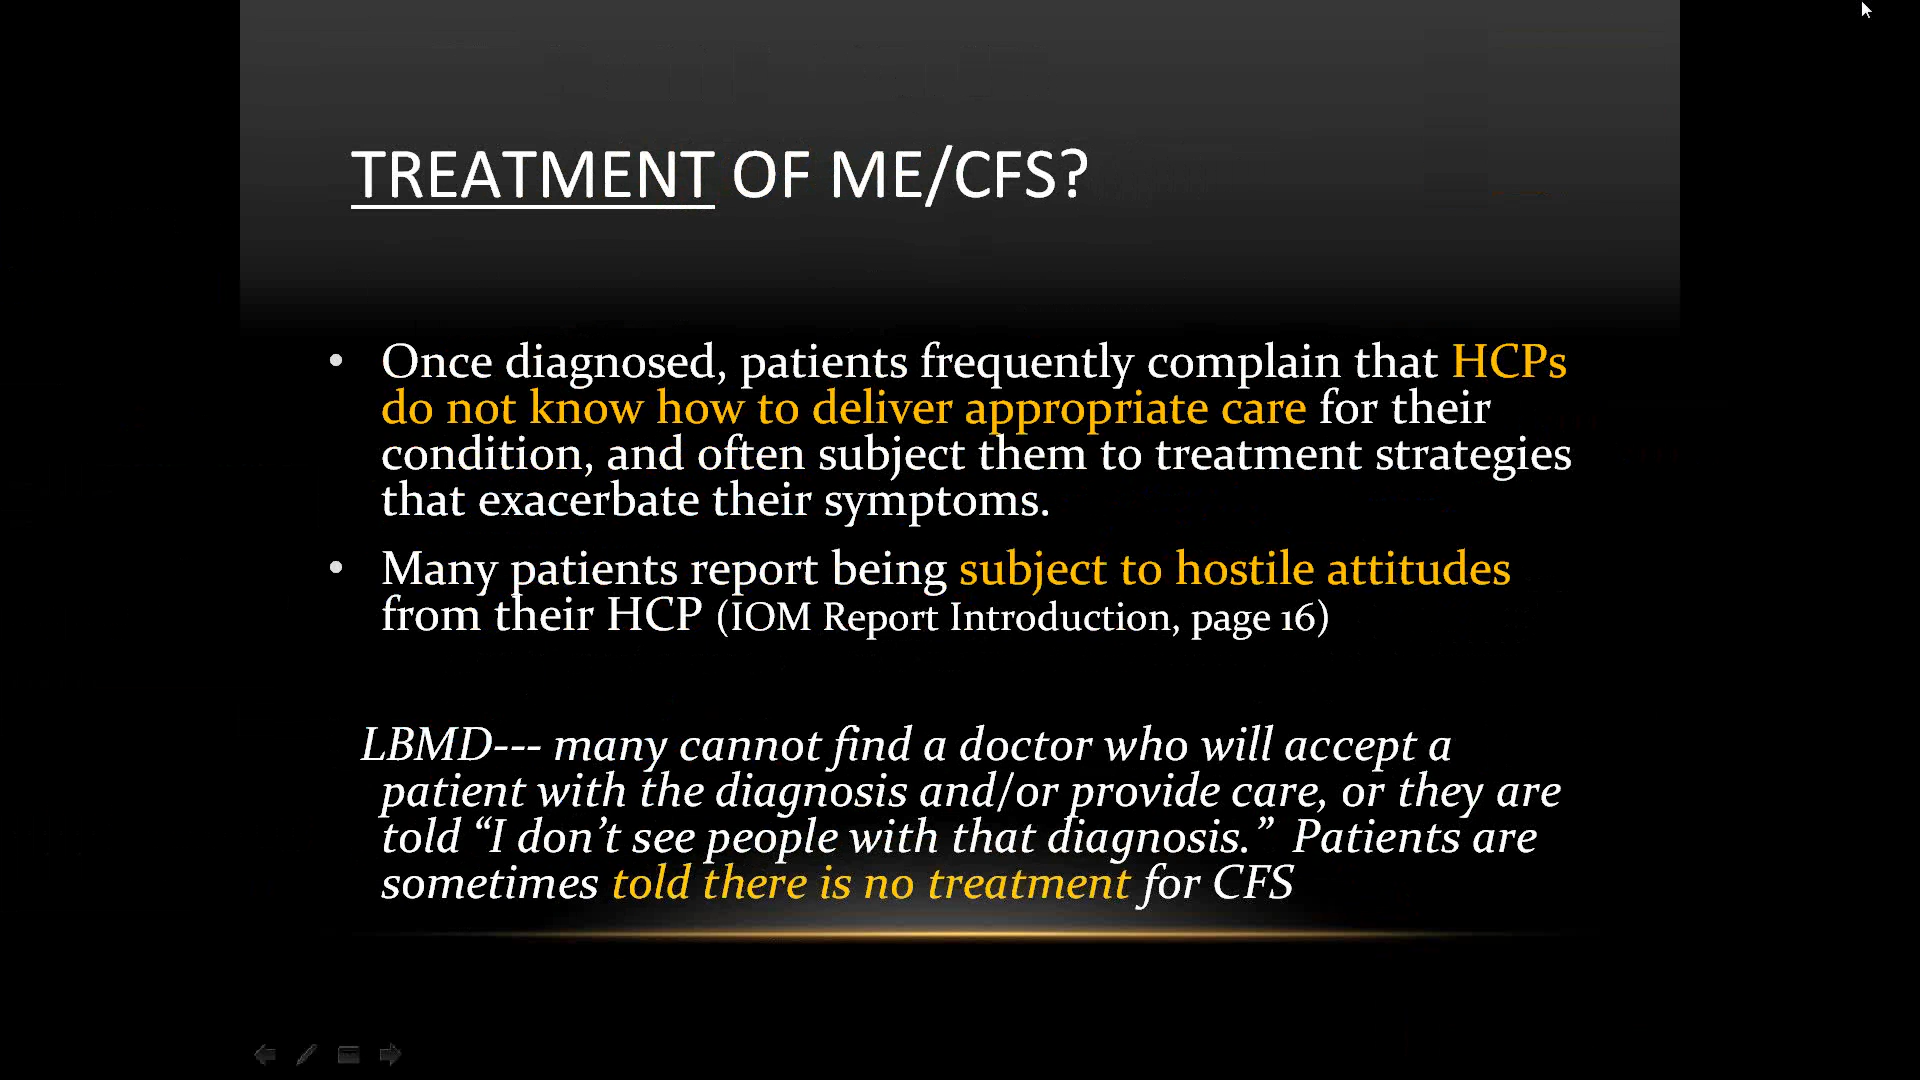 TREATMENT OF ME/CFS?
• Once diagnosed, patients frequently complain that HCPs
do not know how to deliver appropriate care for their
condition, and often subject them to treatment strategies
that exacerbate their symptoms.
• Many patients report being subject to hostile attitudes
from their HCP (IOM Report Introduction, page 16)
LBMD--- many cannot find a doctor who will accept a
patient with the diagnosis and/or provide care, or they are
told “I don’t see people with that diagnosis.” Patients are
sometimes told there is no treatment for CFS